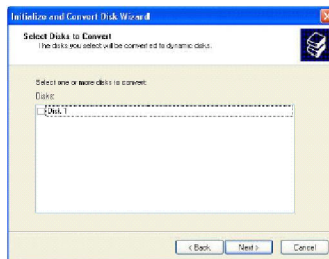 Initialize and Convert Disk Wizard
Select Disks to Convert
The disks you select will be converted to dynamic disks.
Select one or more disks to convert.
Disks:
Disk 1
< Back
Next >
Cancel